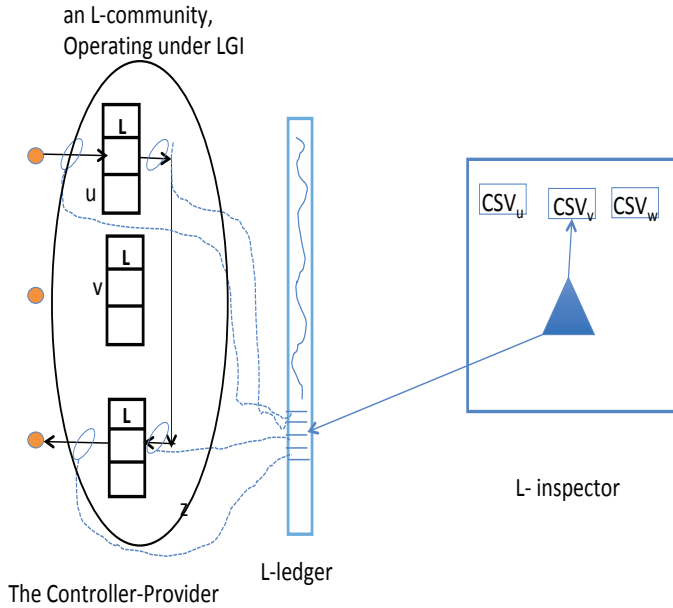 an L-community,
Operating under LGI
L
u
L
v
L
z
The Controller-Provider
L-ledger
CSVu
CSVv
CSVw
L- inspector